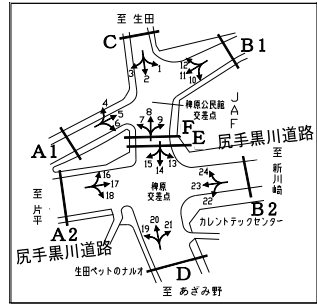 至 生田
C
B1
3
2
1
12
11
10
稗原公民館
交差点
JAF
4
5
6
7
8
9
F
E
尻手黒川道路
A1
15
14
13
至 新川崎
16
17
18
稗原
交差点
24
23
22
至 片平
A2
B2
尻手黒川道路
カレントテックセンター
19
20
21
生田ペットのナルオ
D
至 あざみ野